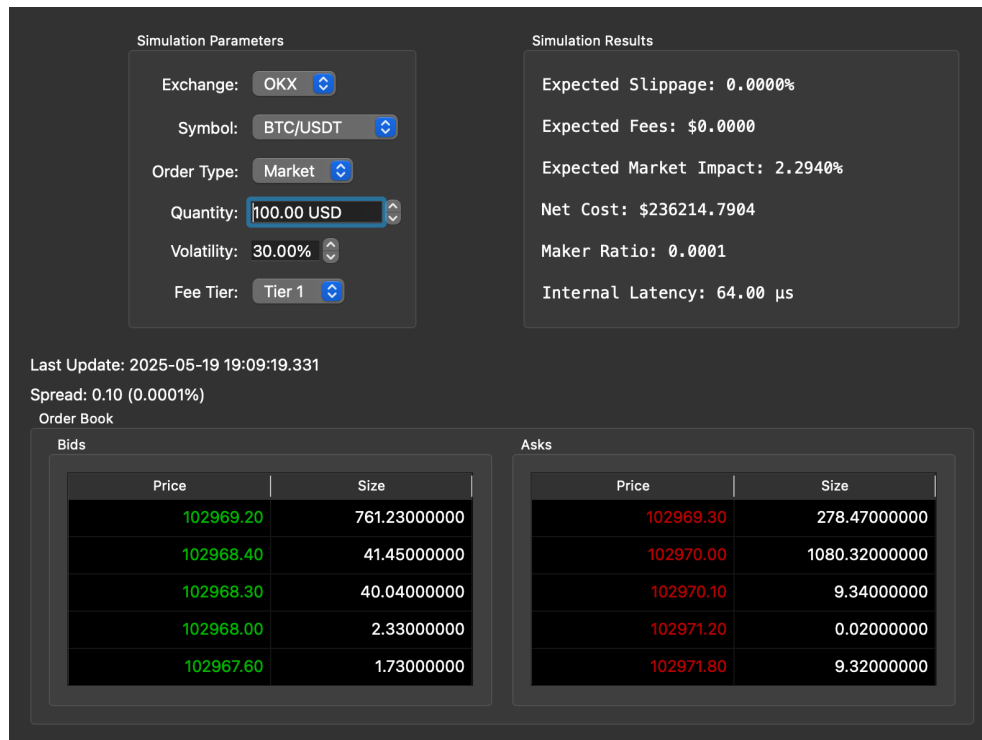 Simulation Parameters
Exchange: OKX
Symbol: BTC/USDT
Order Type: Market
Quantity: 100.00 USD
Volatility: 30.00%
Fee Tier: Tier 1
Simulation Results
Expected Slippage: 0.0000%
Expected Fees: $0.0000
Expected Market Impact: 2.2940%
Net Cost: $236214.7904
Maker Ratio: 0.0001
Internal Latency: 64.00 µs
Last Update: 2025-05-19 19:09:19.331
Spread: 0.10 (0.0001%)
Order Book
Bids
Price Size
102969.20 761.23000000
102968.40 41.45000000
102968.30 40.04000000
102968.00 2.33000000
102967.60 1.73000000
Asks
Price Size
102969.30 278.47000000
102970.00 1080.32000000
102970.10 9.34000000
102971.20 0.02000000
102971.80 9.32000000